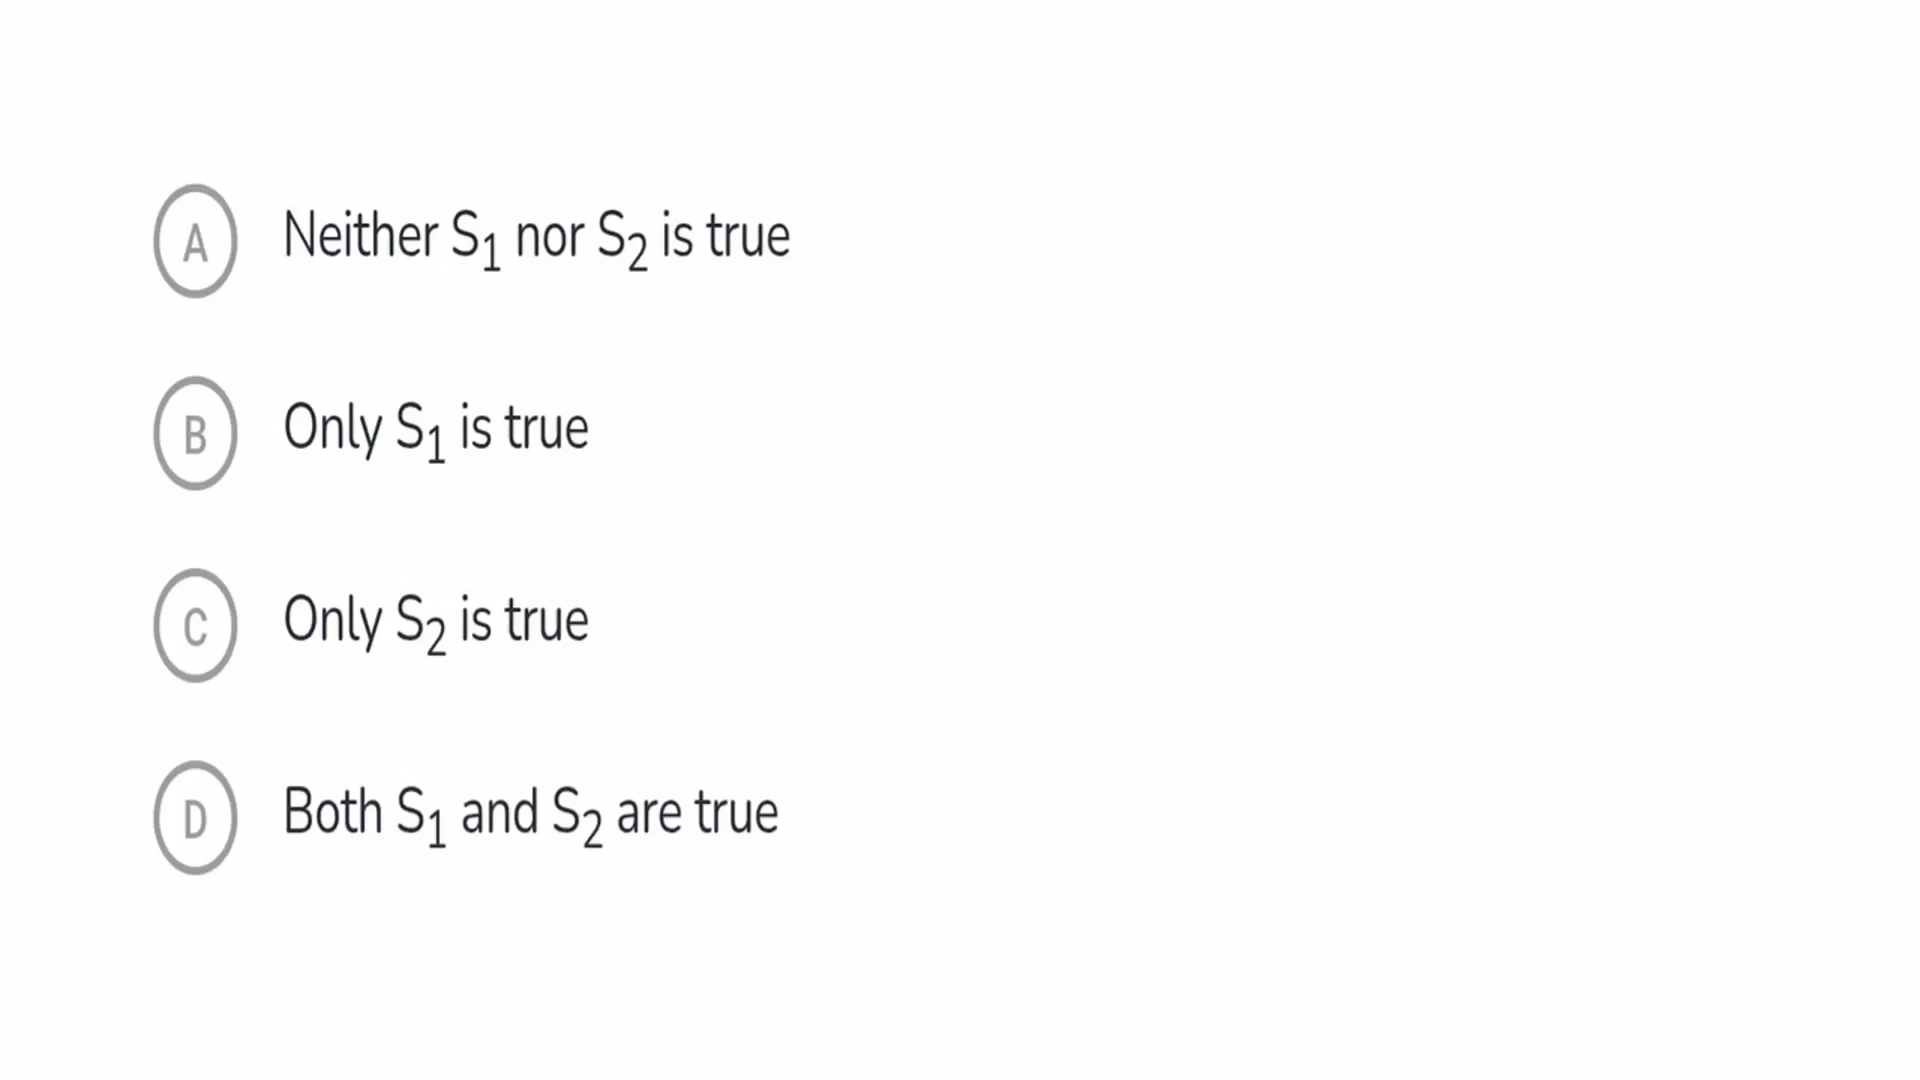 A Neither S₁ nor S₂ is true
B Only S₁ is true
C Only S₂ is true
D Both S₁ and S₂ are true